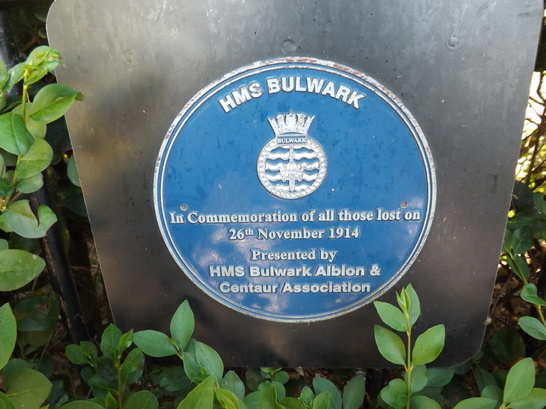 HMS BULWARK
BULWARK
In Commemoration of all those lost on
26th November 1914
Presented by
HMS Bulwark Albion &
Centaur Association